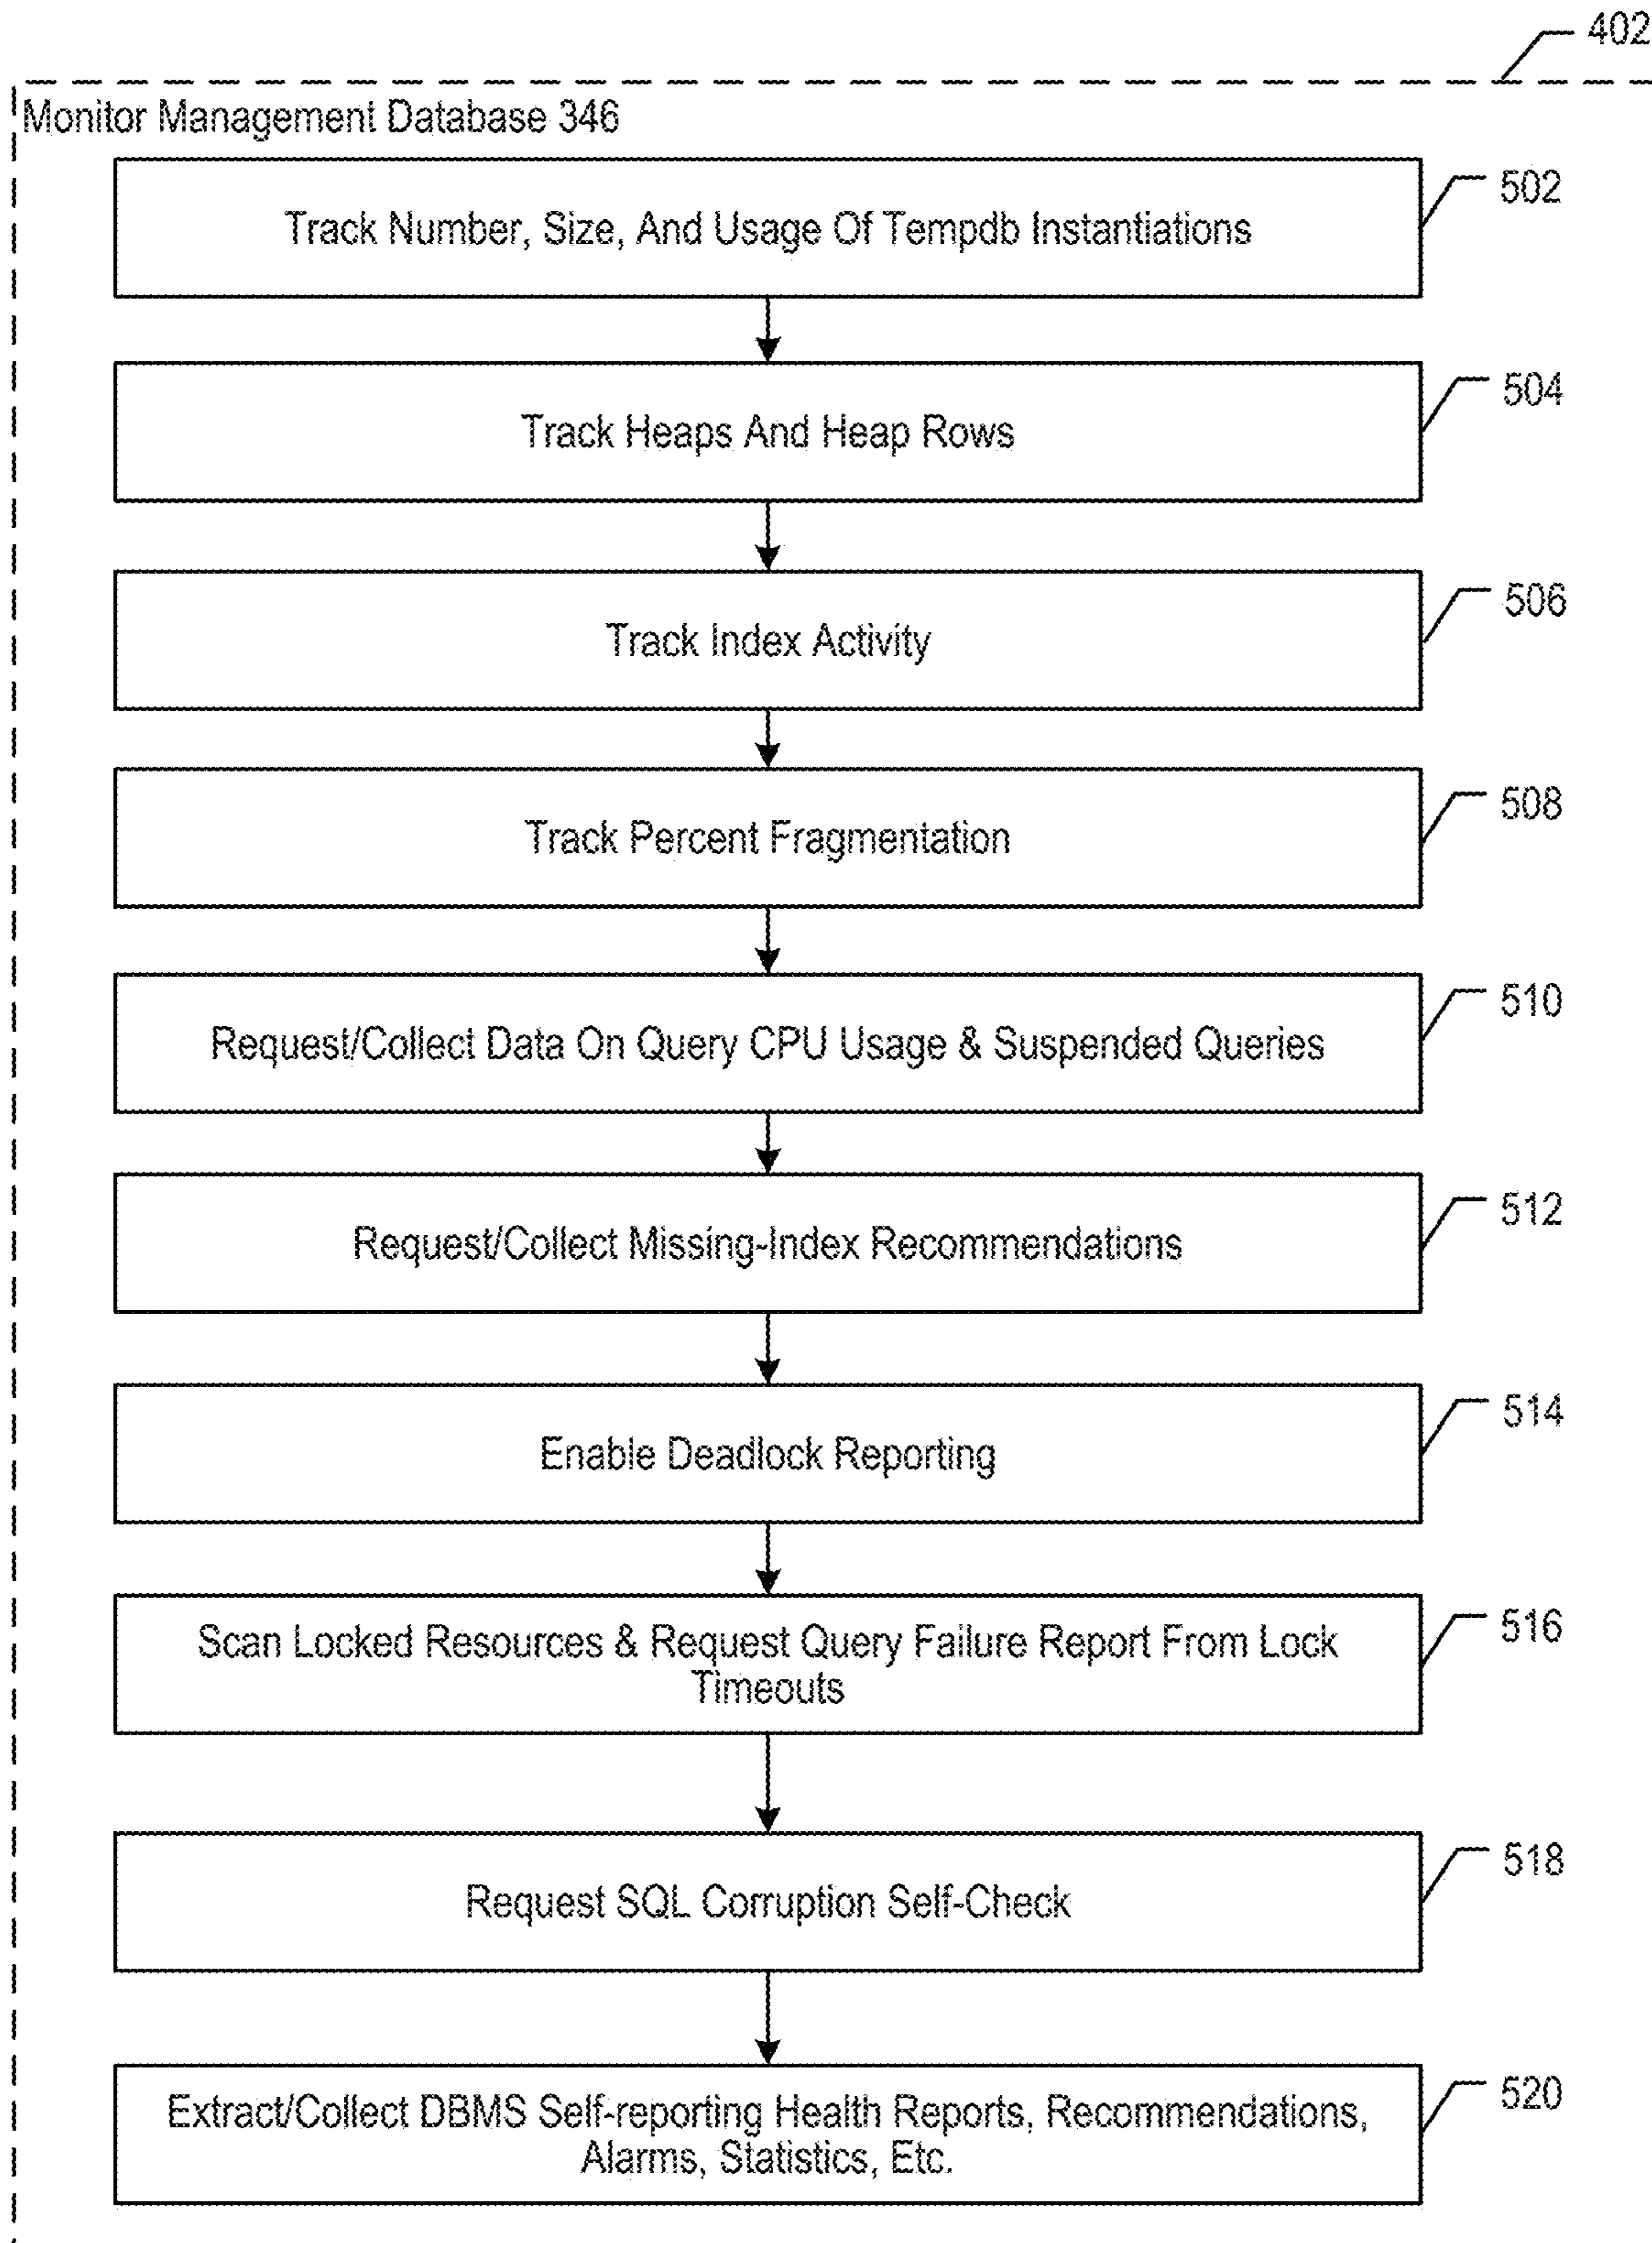 402
Monitor Management Database 346
Track Number, Size, And Usage Of Tempdb Instantiations
502
Track Heaps And Heap Rows
504
Track Index Activity
506
Track Percent Fragmentation
508
Request/Collect Data On Query CPU Usage & Suspended Queries
510
Request/Collect Missing-Index Recommendations
512
Enable Deadlock Reporting
514
Scan Locked Resources & Request Query Failure Report From Lock
Timeouts
516
Request SQL Corruption Self-Check
518
Extract/Collect DBMS Self-reporting Health Reports, Recommendations,
Alarms, Statistics, Etc.
520